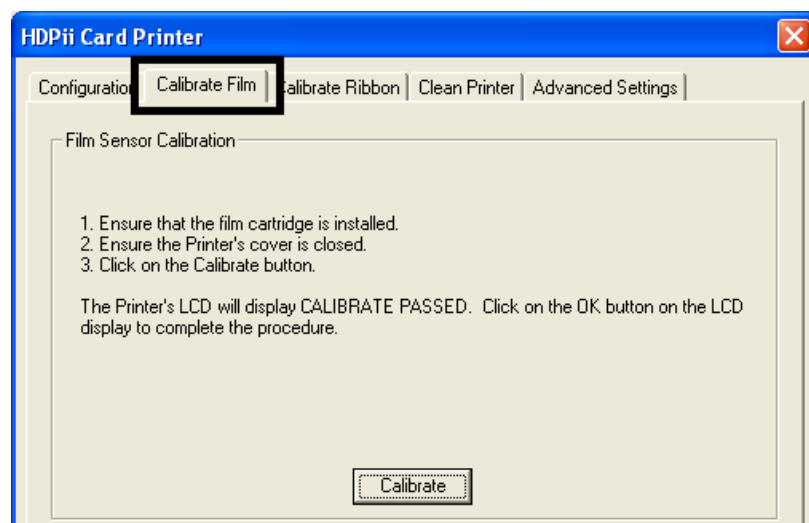 HDPii Card Printer
Configuration Calibrate Film Calibrate Ribbon Clean Printer Advanced Settings
Film Sensor Calibration
1. Ensure that the film cartridge is installed.
2. Ensure the Printer's cover is closed.
3. Click on the Calibrate button.
The Printer's LCD will display CALIBRATE PASSED. Click on the OK button on the LCD
display to complete the procedure.
Calibrate